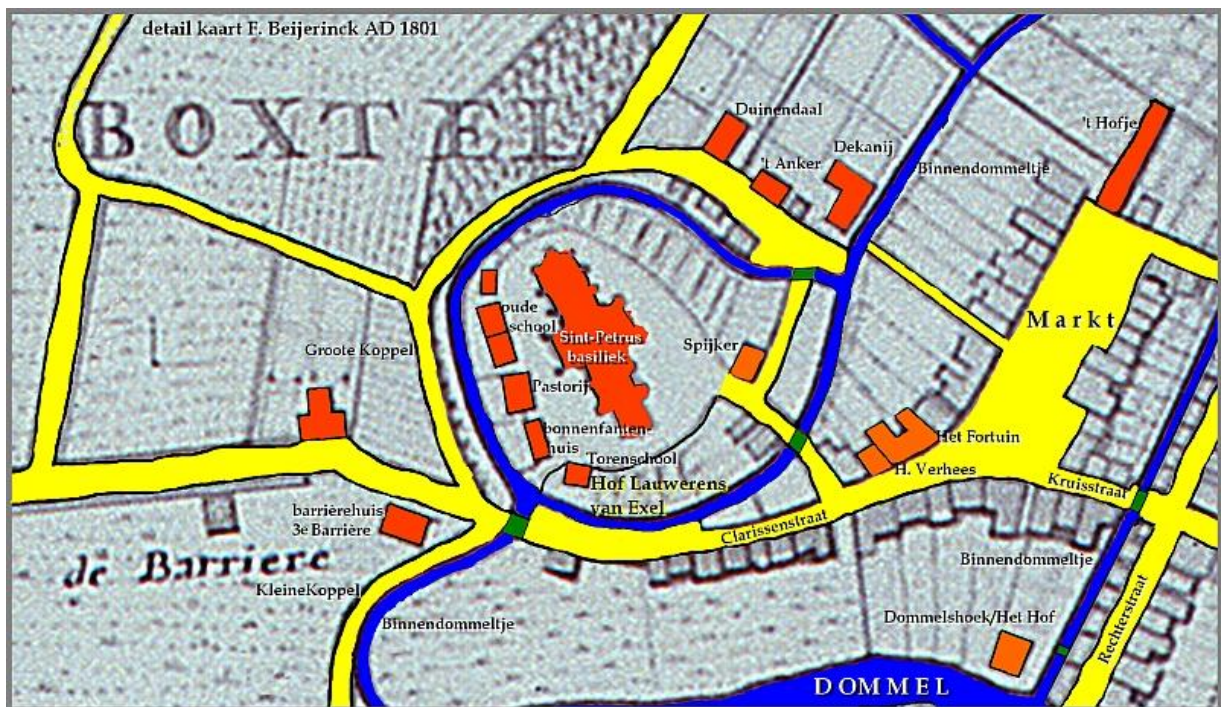 detail kaart F. Beijerinck AD 1801
BOXTEL
Duinendaal
't Hofje
Dekanij
't Anker
Binnendommeltje
oude
school
Sint-Petrus
basiliek
Markt
Groote Koppel
Spijker
Pastorij
bonnenfanten-
huis
Het Fortuin
Torenschool
H. Verhees
Hof Lauwerens
van Exel
Kruisstraat
barrièrehuis
3e Barrière
Clarissenstraat
de Barriere
KleineKoppel
Binnendommeltje
Binnendommeltje
Dommelshoek/Het Hof
Rechterstraat
DOMMEL